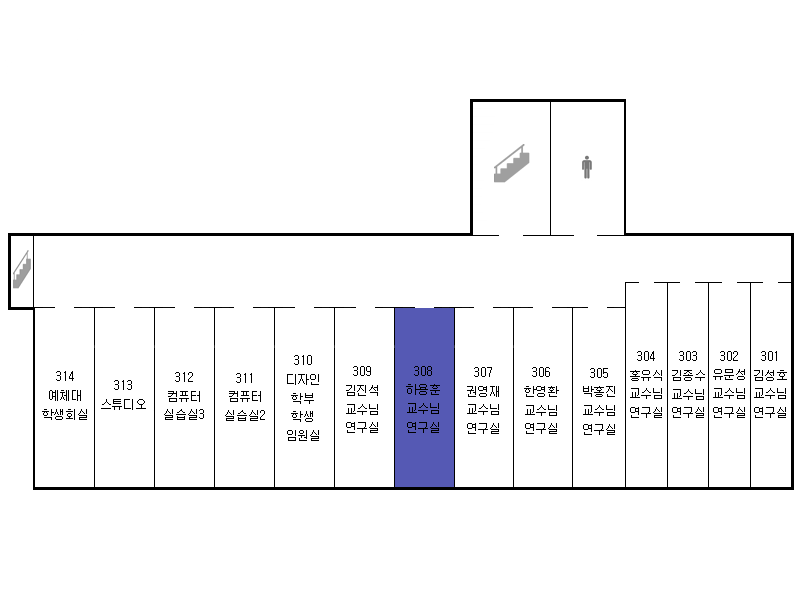 314
예체대
학생회실
313
스튜디오
312
컴퓨터
실습실3
311
컴퓨터
실습실2
310
디자인
학부
학생
임원실
309
김진석
교수님
연구실
308
하용훈
교수님
연구실
307
권영재
교수님
연구실
306
한영환
교수님
연구실
305
박홍진
교수님
연구실
304
홍유식
교수님
연구실
303
김종수
교수님
연구실
302
유문성
교수님
연구실
301
김성호
교수님
연구실